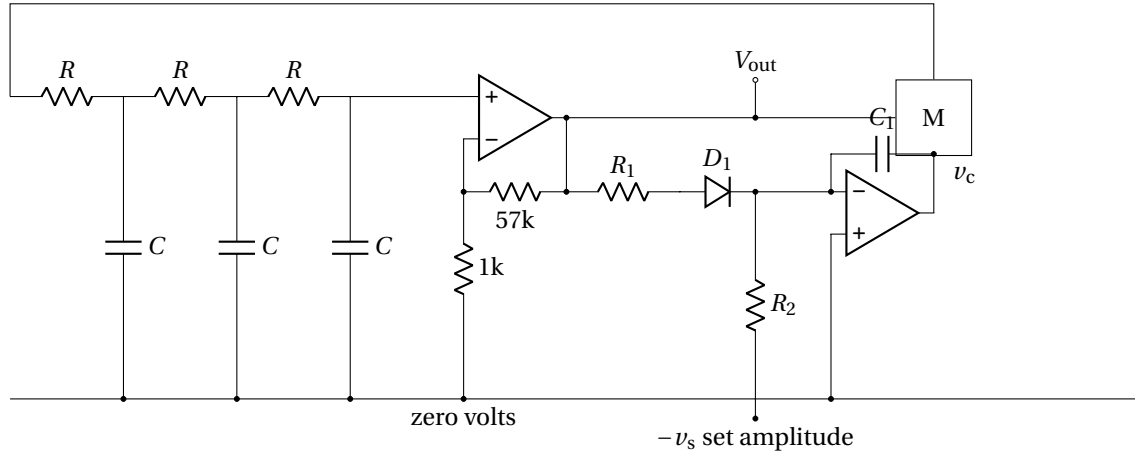 R R R
V_out
M
C_1
+
−
R_1
D_1
v_c
57k
−
+
C C C
1k
R_2
zero volts
−v_s set amplitude